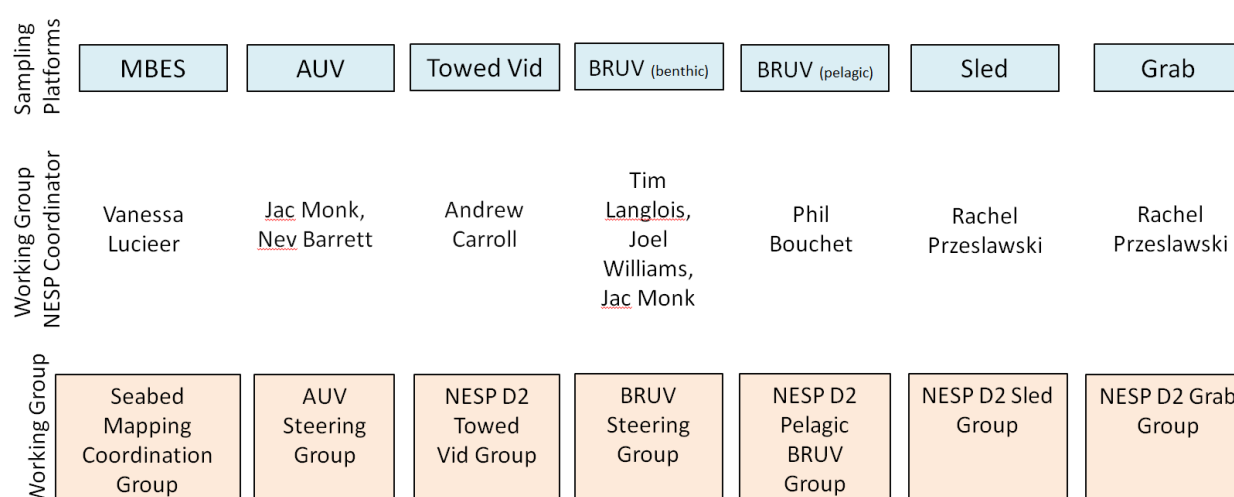 Sampling
Platforms
MBES
AUV
Towed Vid
BRUV (benthic)
BRUV (pelagic)
Sled
Grab
Working Group
NESP Coordinator
Vanessa
Lucieer
Jac Monk,
Nev Barrett
Andrew
Carroll
Tim
Langlois,
Joel
Williams,
Jac Monk
Phil
Bouchet
Rachel
Przeslawski
Rachel
Przeslawski
Working Group
Seabed
Mapping
Coordination
Group
AUV
Steering
Group
NESP D2
Towed
Vid Group
BRUV
Steering
Group
NESP D2
Pelagic
BRUV
Group
NESP D2 Sled
Group
NESP D2 Grab
Group